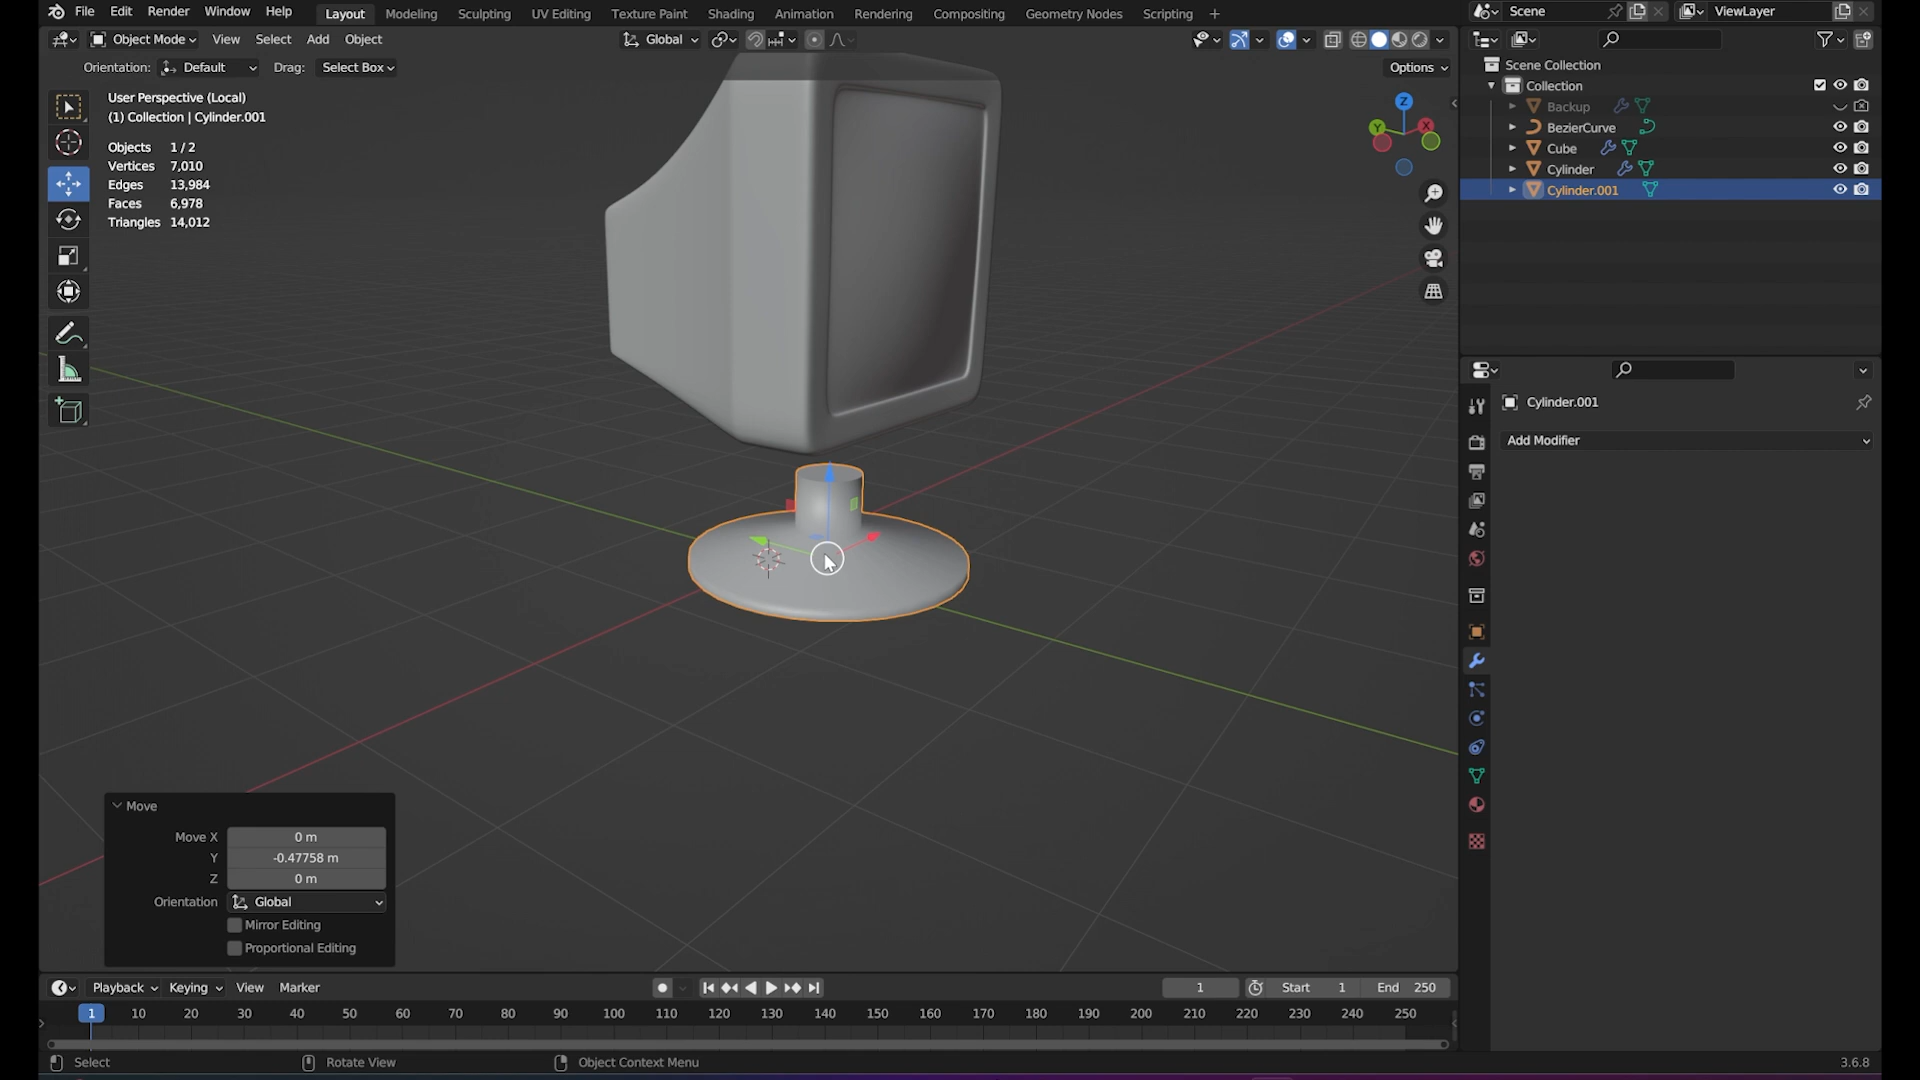 File Edit Render Window Help Layout Modeling Sculpting UV Editing Texture Paint Shading Animation Rendering Compositing Geometry Nodes Scripting + Scene ViewLayer
Object Mode View Select Add Object Global
Orientation: Default Drag: Select Box Options
User Perspective (Local)
(1) Collection | Cylinder.001
Objects 1 / 2
Vertices 7,010
Edges 13,984
Faces 6,978
Triangles 14,012
Z
Y
X
Scene Collection
Collection
Backup
BezierCurve
Cube
Cylinder
Cylinder.001
Cylinder.001
Add Modifier
Move
Move X 0 m
Y -0.47758 m
Z 0 m
Orientation Global
Mirror Editing
Proportional Editing
Playback Keying View Marker 1 Start 1 End 250
1 10 20 30 40 50 60 70 80 90 100 110 120 130 140 150 160 170 180 190 200 210 220 230 240 250
Select Rotate View Object Context Menu 3.6.8